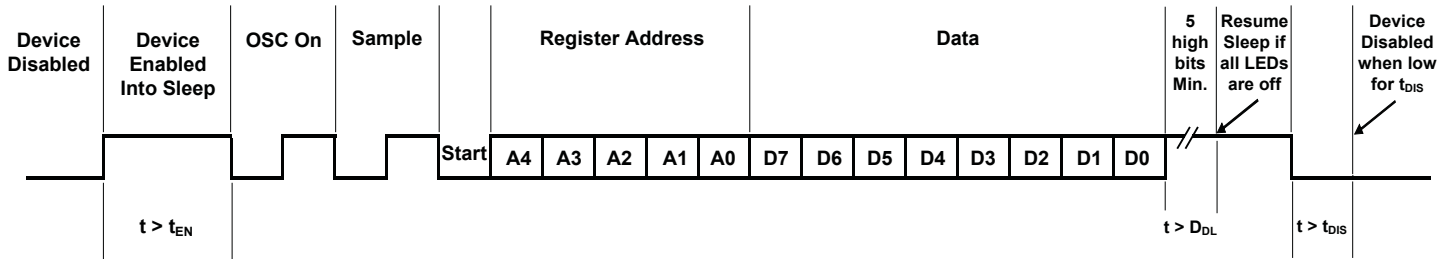 Device
Disabled
Device
Enabled
Into Sleep
OSC On
Sample
Register Address
Data
5
high
bits
Min.
Resume
Sleep if
all LEDs
are off
Device
Disabled
when low
for tDIS
Start
A4
A3
A2
A1
A0
D7
D6
D5
D4
D3
D2
D1
D0
t > tEN
t > DDL
t > tDIS